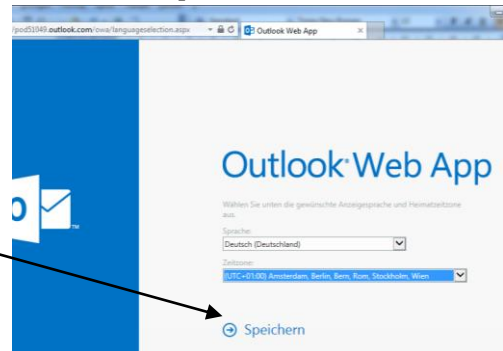 /pod51049.outlook.com/owa/languageselection.aspx
Outlook Web App
Outlook Web App
Wählen Sie unten die gewünschte Anzeigesprache und Heimatzeitzone
aus.
Sprache:
Deutsch (Deutschland)
Zeitzone:
(UTC+01:00) Amsterdam, Berlin, Bern, Rom, Stockholm, Wien
Speichern